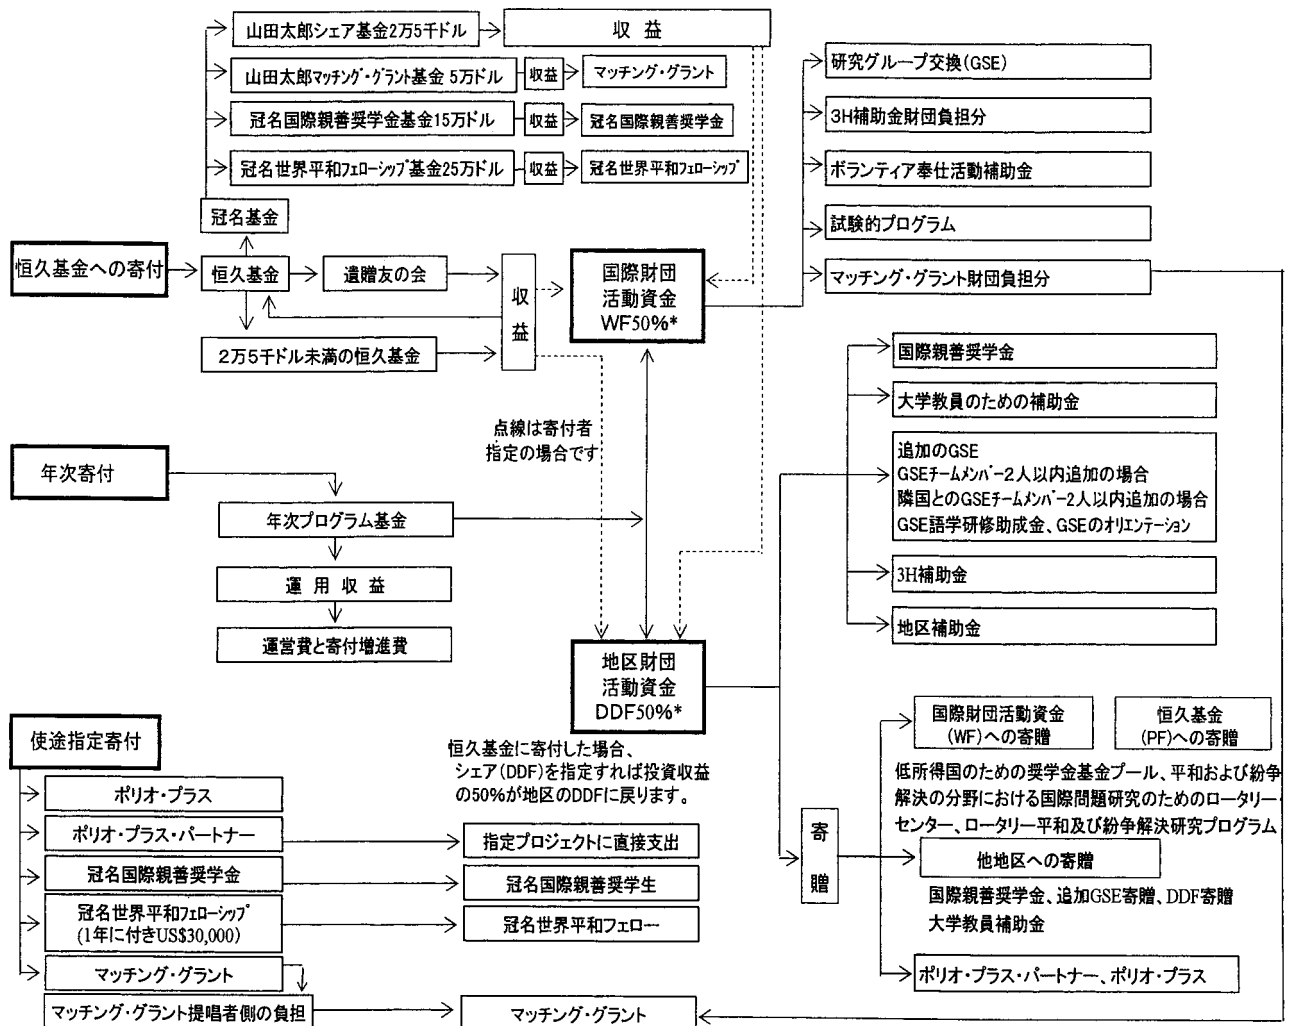 山田太郎シェア基金2万5千ドル
収 益
山田太郎マッチング・グラント基金 5万ドル
収益
マッチング・グラント
冠名国際親善奨学金基金15万ドル
収益
冠名国際親善奨学金
冠名世界平和フェローシップ基金25万ドル
収益
冠名世界平和フェローシップ
冠名基金
恒久基金への寄付
恒久基金
遺贈友の会
収益
2万5千ドル未満の恒久基金
国際財団
活動資金
WF50%*
研究グループ交換(GSE)
3H補助金財団負担分
ボランティア奉仕活動補助金
試験的プログラム
マッチング・グラント財団負担分
点線は寄付者
指定の場合です
年次寄付
年次プログラム基金
運 用 収 益
運営費と寄付増進費
地区財団
活動資金
DDF50%*
国際親善奨学金
大学教員のための補助金
追加のGSE
GSEチームメンバー2人以内追加の場合
隣国とのGSEチームメンバー2人以内追加の場合
GSE語学研修助成金、GSEのオリエンテーション
3H補助金
地区補助金
恒久基金に寄付した場合、
シェア(DDF)を指定すれば投資収益
の50%が地区のDDFに戻ります。
寄贈
国際財団活動資金
(WF)への寄贈
恒久基金
(PF)への寄贈
低所得国のための奨学金基金プール、平和および紛争
解決の分野における国際問題研究のためのロータリー
センター、ロータリー平和及び紛争解決研究プログラム
他地区への寄贈
国際親善奨学金、追加GSE寄贈、DDF寄贈
大学教員補助金
ポリオ・プラス・パートナー、ポリオ・プラス
使途指定寄付
ポリオ・プラス
ポリオ・プラス・パートナー
指定プロジェクトに直接支出
冠名国際親善奨学金
冠名国際親善奨学生
冠名世界平和フェローシップ
(1年に付きUS$30,000)
冠名世界平和フェロー
マッチング・グラント
マッチング・グラント提唱者側の負担
マッチング・グラント